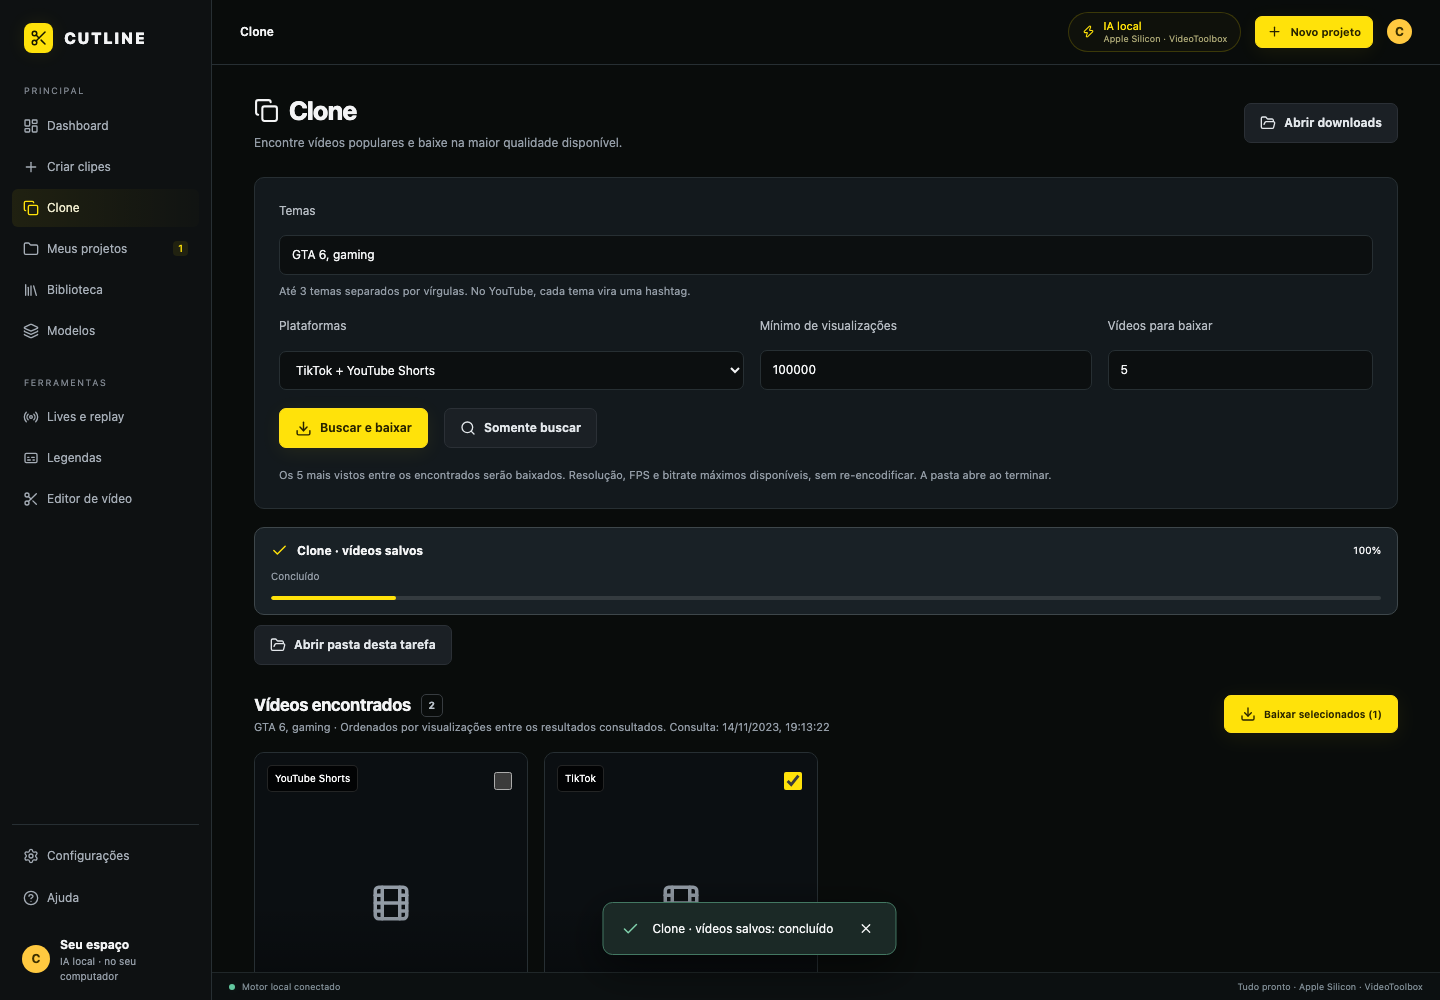 CUTLINE
PRINCIPAL
Dashboard
Criar clipes
Clone
Meus projetos 1
Biblioteca
Modelos
FERRAMENTAS
Lives e replay
Legendas
Editor de vídeo
Configurações
Ajuda
C
Seu espaço
IA local · no seu
computador
Clone
IA local
Apple Silicon · VideoToolbox
Novo projeto
C
Clone
Encontre vídeos populares e baixe na maior qualidade disponível.
Abrir downloads
Temas
GTA 6, gaming
Até 3 temas separados por vírgulas. No YouTube, cada tema vira uma hashtag.
Plataformas
Mínimo de visualizações
Vídeos para baixar
TikTok + YouTube Shorts
100000
5
Buscar e baixar
Somente buscar
Os 5 mais vistos entre os encontrados serão baixados. Resolução, FPS e bitrate máximos disponíveis, sem re-encodificar. A pasta abre ao terminar.
Clone · vídeos salvos
100%
Concluído
Abrir pasta desta tarefa
Vídeos encontrados 2
GTA 6, gaming · Ordenados por visualizações entre os resultados consultados. Consulta: 14/11/2023, 19:13:22
Baixar selecionados (1)
YouTube Shorts
TikTok
Clone · vídeos salvos: concluído
Motor local conectado
Tudo pronto · Apple Silicon · VideoToolbox